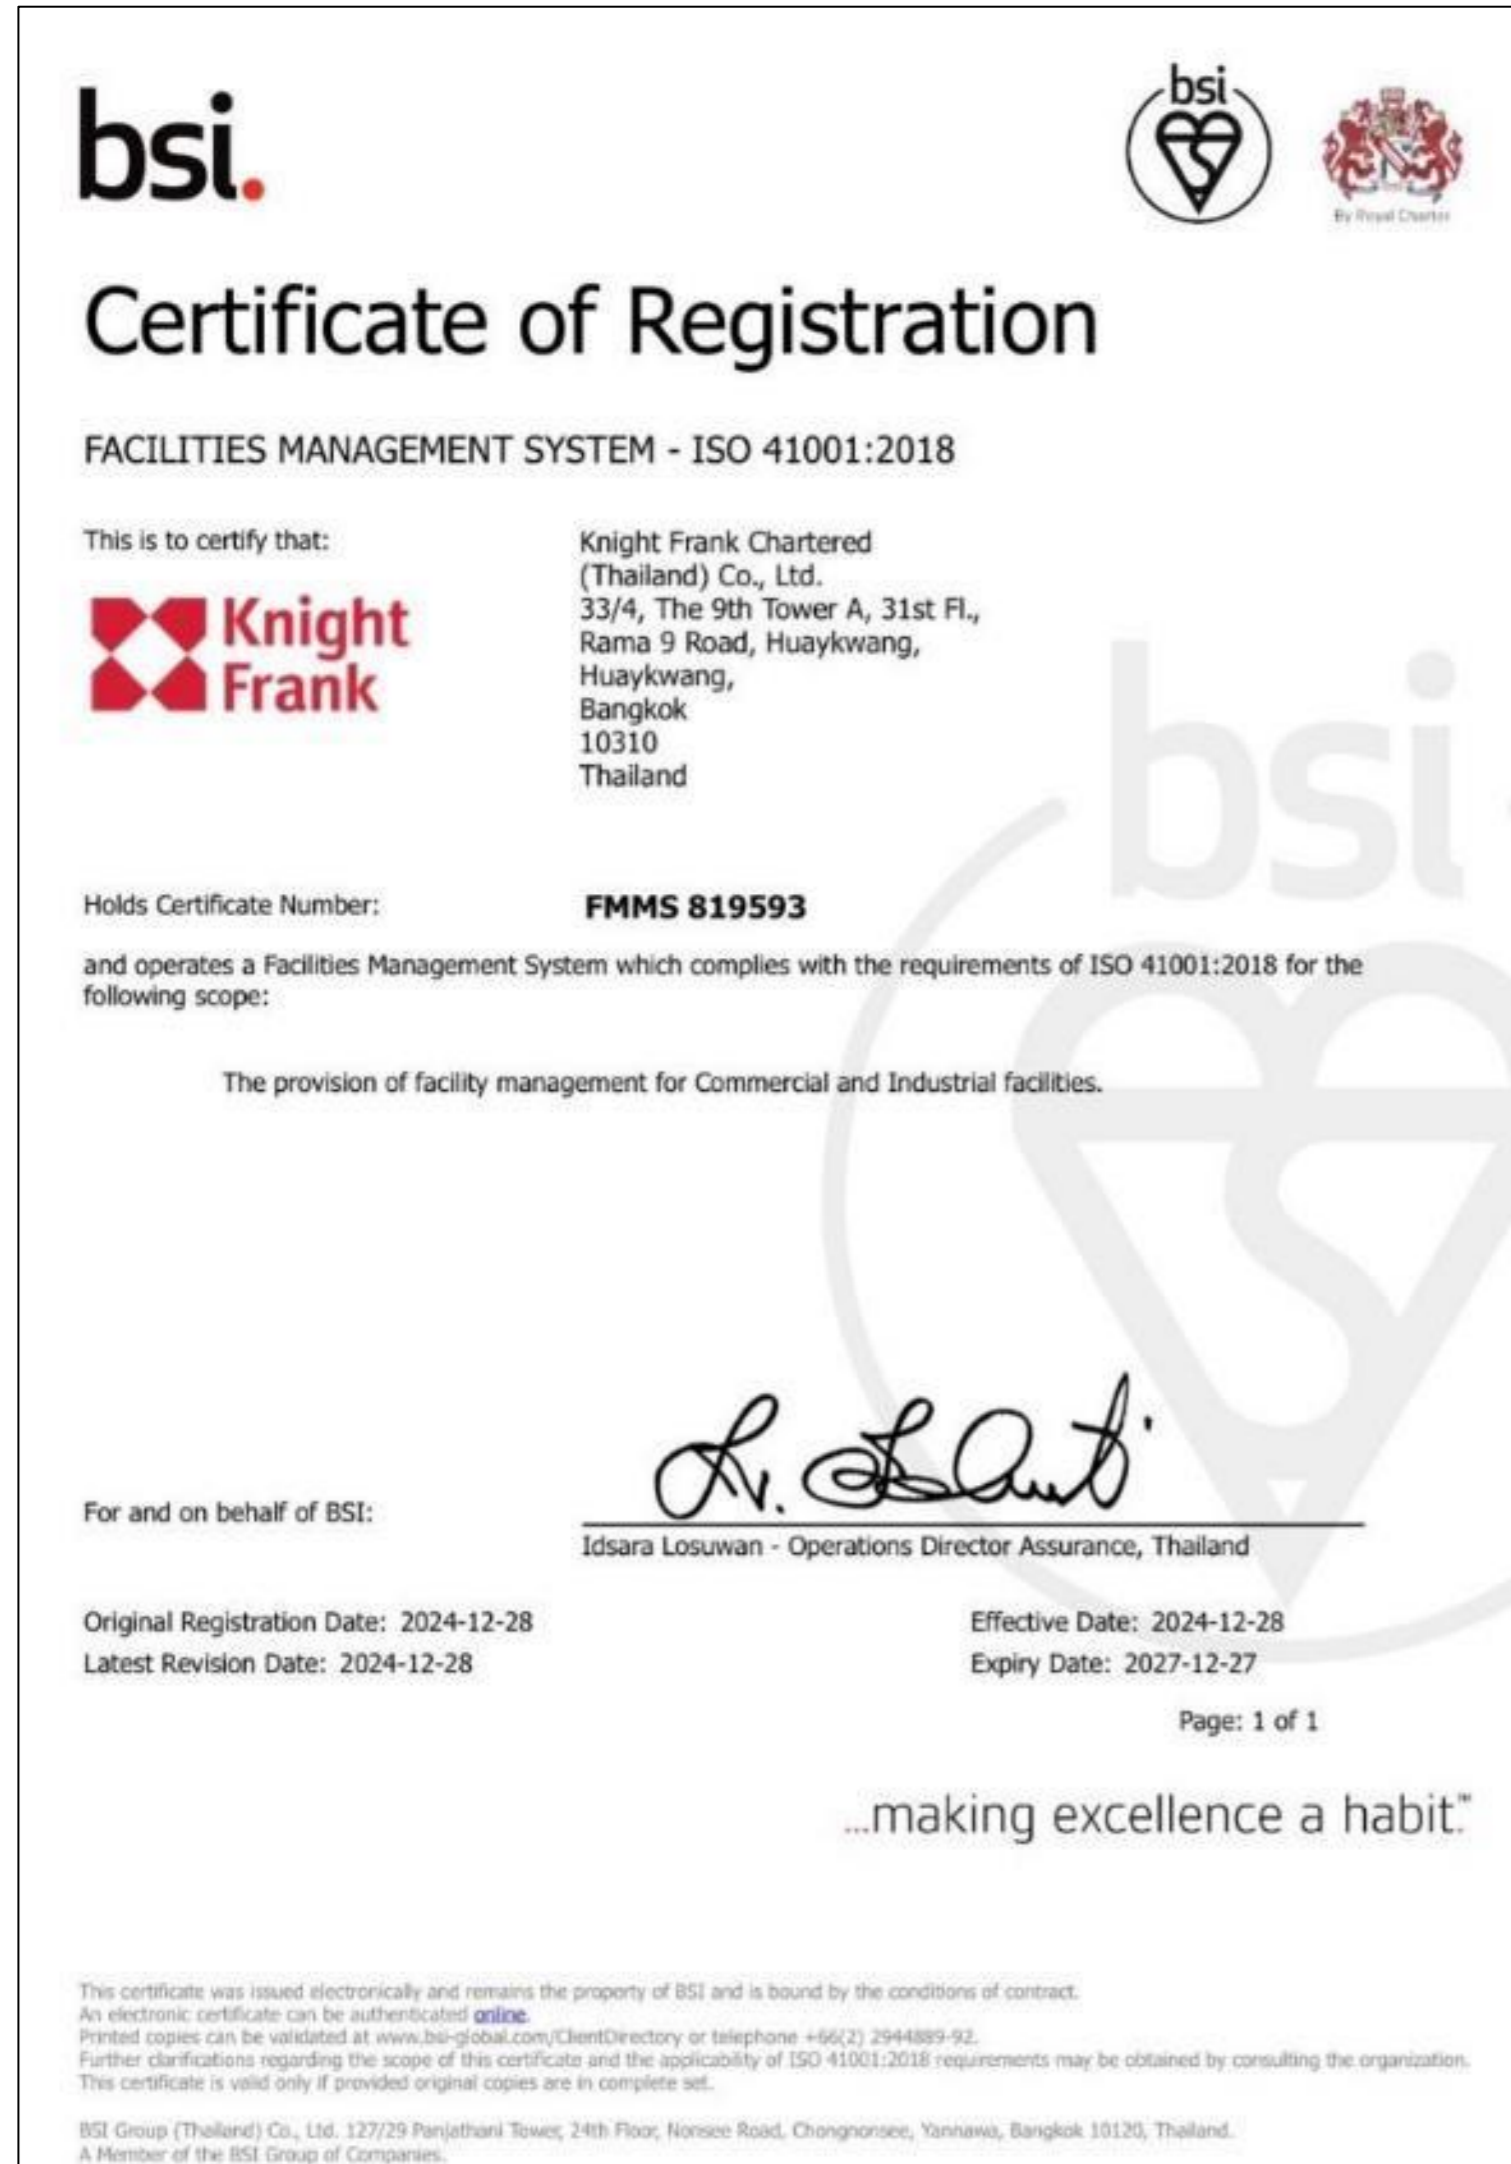 bsi.
bsi
By Royal Charter
Certificate of Registration
FACILITIES MANAGEMENT SYSTEM - ISO 41001:2018
This is to certify that:
Knight
Frank
Knight Frank Chartered
(Thailand) Co., Ltd.
33/4, The 9th Tower A, 31st Fl.,
Rama 9 Road, Huaykwang,
Huaykwang,
Bangkok
10310
Thailand
bsi
Holds Certificate Number: FMMS 819593
and operates a Facilities Management System which complies with the requirements of ISO 41001:2018 for the
following scope:
The provision of facility management for Commercial and Industrial facilities.
For and on behalf of BSI:
Idsara Losuwan - Operations Director Assurance, Thailand
Original Registration Date: 2024-12-28 Effective Date: 2024-12-28
Latest Revision Date: 2024-12-28 Expiry Date: 2027-12-27
Page: 1 of 1
...making excellence a habit.™
This certificate was issued electronically and remains the property of BSI and is bound by the conditions of contract.
An electronic certificate can be authenticated online.
Printed copies can be validated at www.bsi-global.com/ClientDirectory or telephone +66(2) 2944889-92.
Further clarifications regarding the scope of this certificate and the applicability of ISO 41001:2018 requirements may be obtained by consulting the organization.
This certificate is valid only if provided original copies are in complete set.
BSI Group (Thailand) Co., Ltd. 127/29 Panjathani Tower, 24th Floor, Nonsee Road, Chongnonsee, Yannawa, Bangkok 10120, Thailand.
A Member of the BSI Group of Companies.